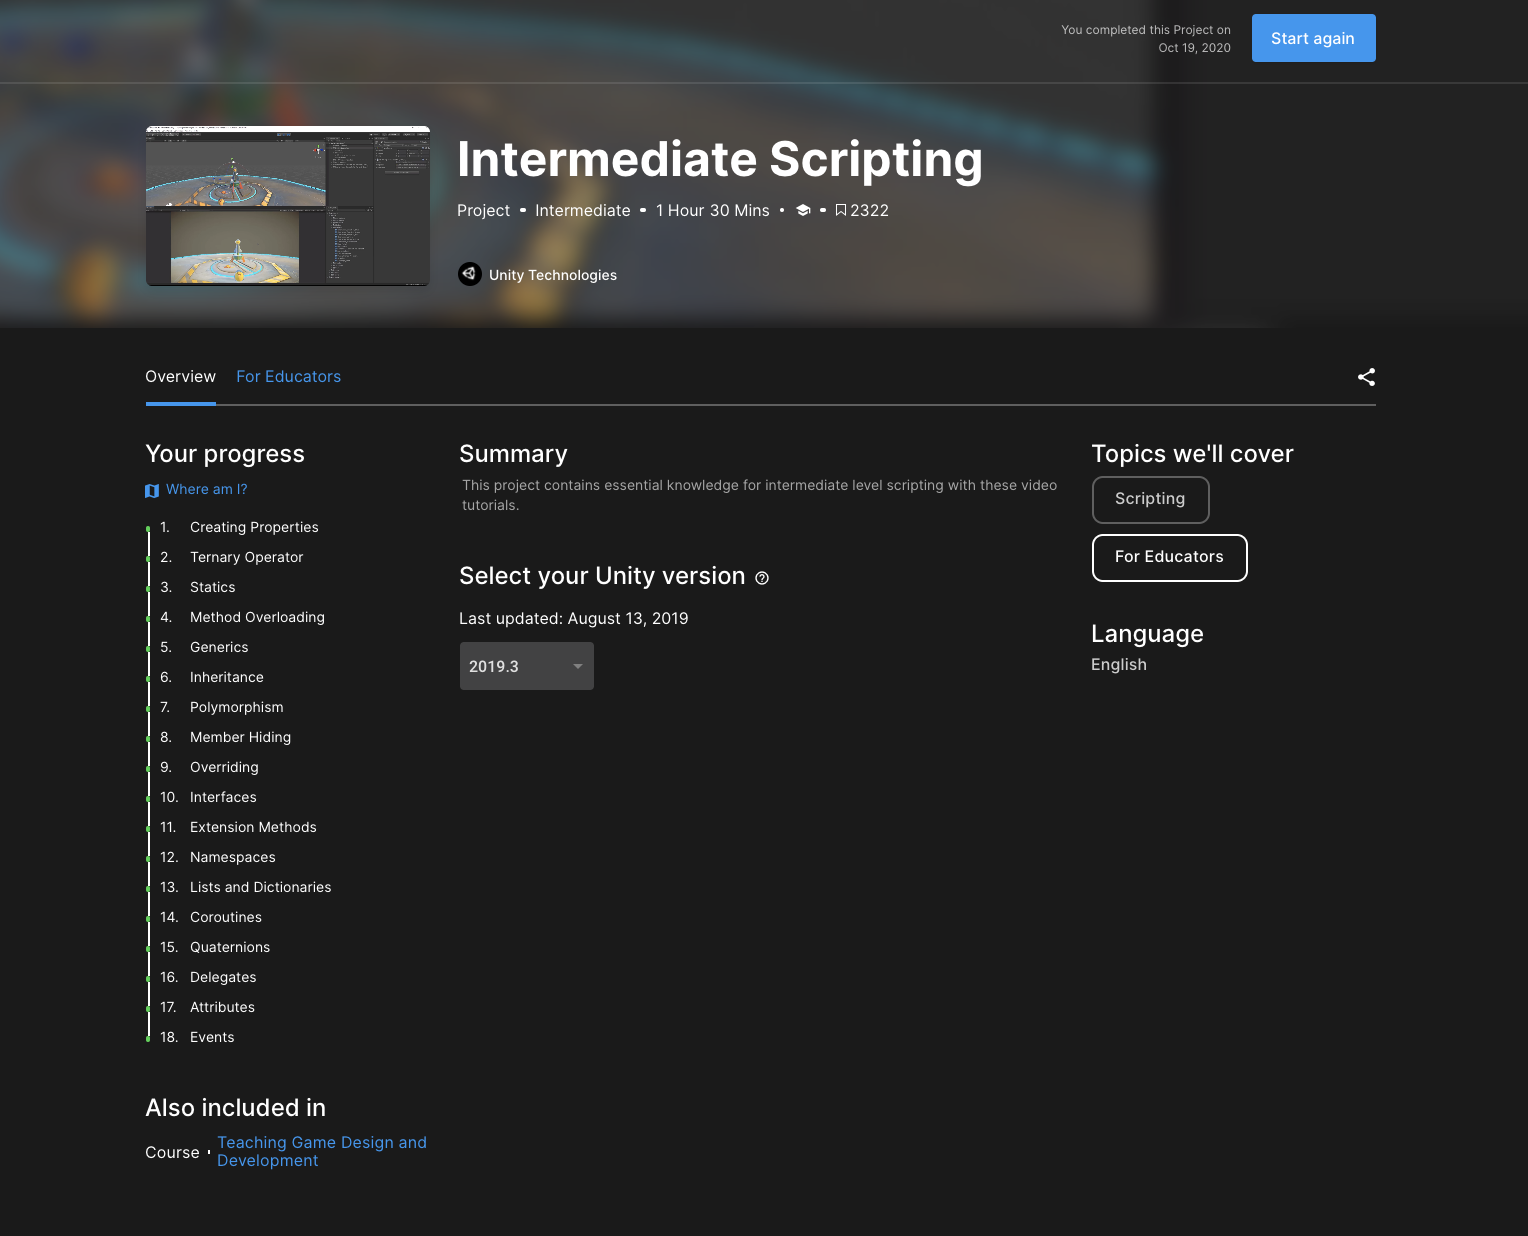 You completed this Project on
Oct 19, 2020
Start again
Intermediate Scripting
Project • Intermediate • 1 Hour 30 Mins • • 2322
Unity Technologies
Overview
For Educators
Your progress
Where am I?
1. Creating Properties
2. Ternary Operator
3. Statics
4. Method Overloading
5. Generics
6. Inheritance
7. Polymorphism
8. Member Hiding
9. Overriding
10. Interfaces
11. Extension Methods
12. Namespaces
13. Lists and Dictionaries
14. Coroutines
15. Quaternions
16. Delegates
17. Attributes
18. Events
Also included in
Course • Teaching Game Design and
Development
Summary
This project contains essential knowledge for intermediate level scripting with these video
tutorials.
Select your Unity version
Last updated: August 13, 2019
2019.3
Topics we'll cover
Scripting
For Educators
Language
English